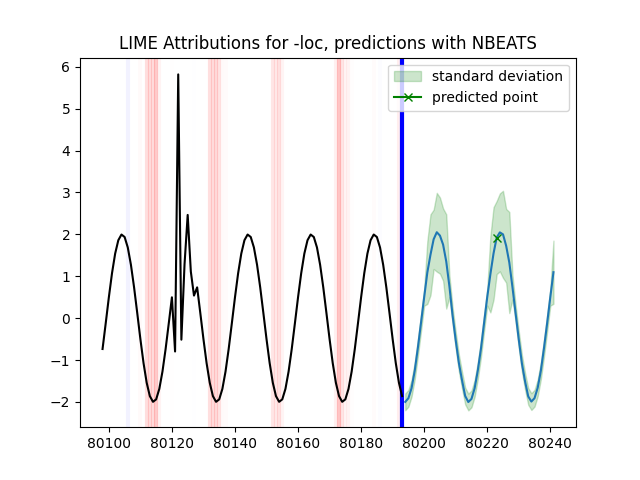 LIME Attributions for -loc, predictions with NBEATS
standard deviation
predicted point
6
5
4
3
2
1
0
−1
−2
80100 80120 80140 80160 80180 80200 80220 80240